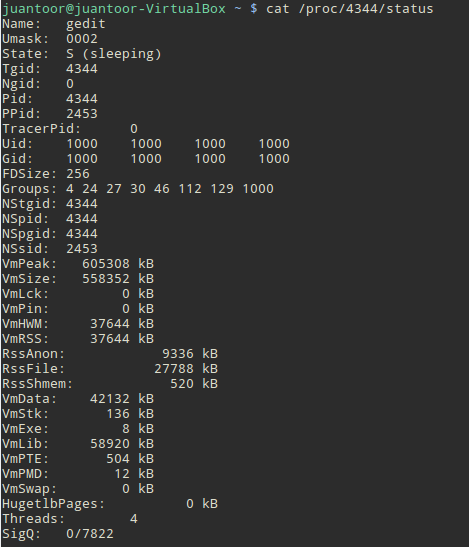 juantoor@juantoor-VirtualBox ~ $ cat /proc/4344/status
Name:   gedit
Umask:  0002
State:  S (sleeping)
Tgid:   4344
Ngid:   0
Pid:    4344
PPid:   2453
TracerPid:      0
Uid:    1000    1000    1000    1000
Gid:    1000    1000    1000    1000
FDSize: 256
Groups: 4 24 27 30 46 112 129 1000
NStgid: 4344
NSpid:  4344
NSpgid: 4344
NSsid:  2453
VmPeak:   605308 kB
VmSize:   558352 kB
VmLck:         0 kB
VmPin:         0 kB
VmHWM:     37644 kB
VmRSS:     37644 kB
RssAnon:            9336 kB
RssFile:           27788 kB
RssShmem:            520 kB
VmData:    42132 kB
VmStk:       136 kB
VmExe:         8 kB
VmLib:     58920 kB
VmPTE:       504 kB
VmPMD:        12 kB
VmSwap:        0 kB
HugetlbPages:          0 kB
Threads:        4
SigQ:   0/7822